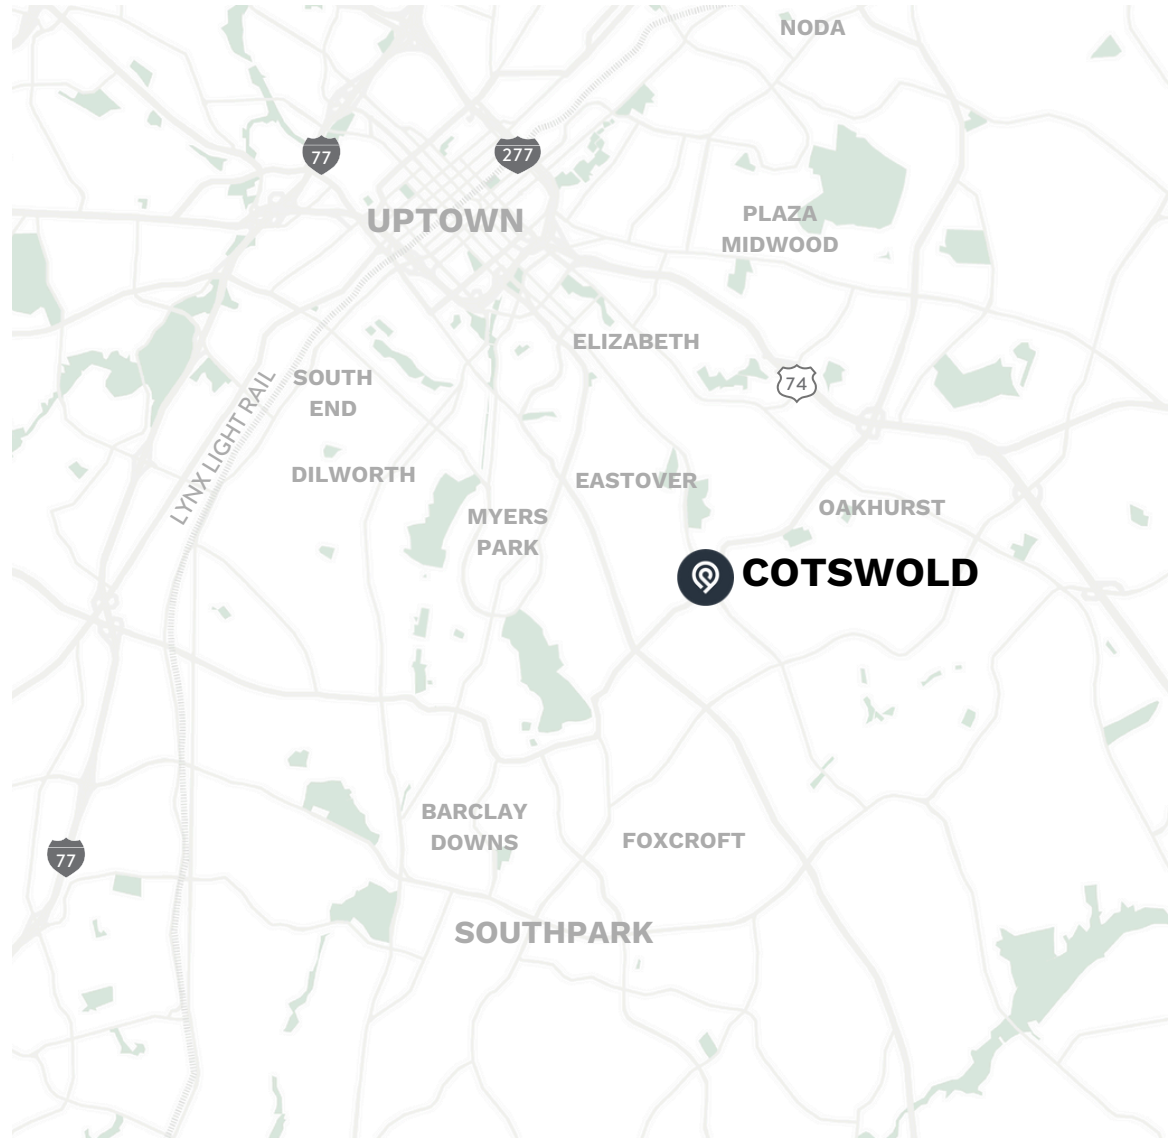 NODA
77
277
UPTOWN
PLAZA
MIDWOOD
ELIZABETH
SOUTH
END
74
LYNX LIGHT RAIL
DILWORTH
EASTOVER
MYERS
PARK
OAKHURST
COTSWOLD
BARCLAY
DOWNS
FOXCROFT
77
SOUTHPARK